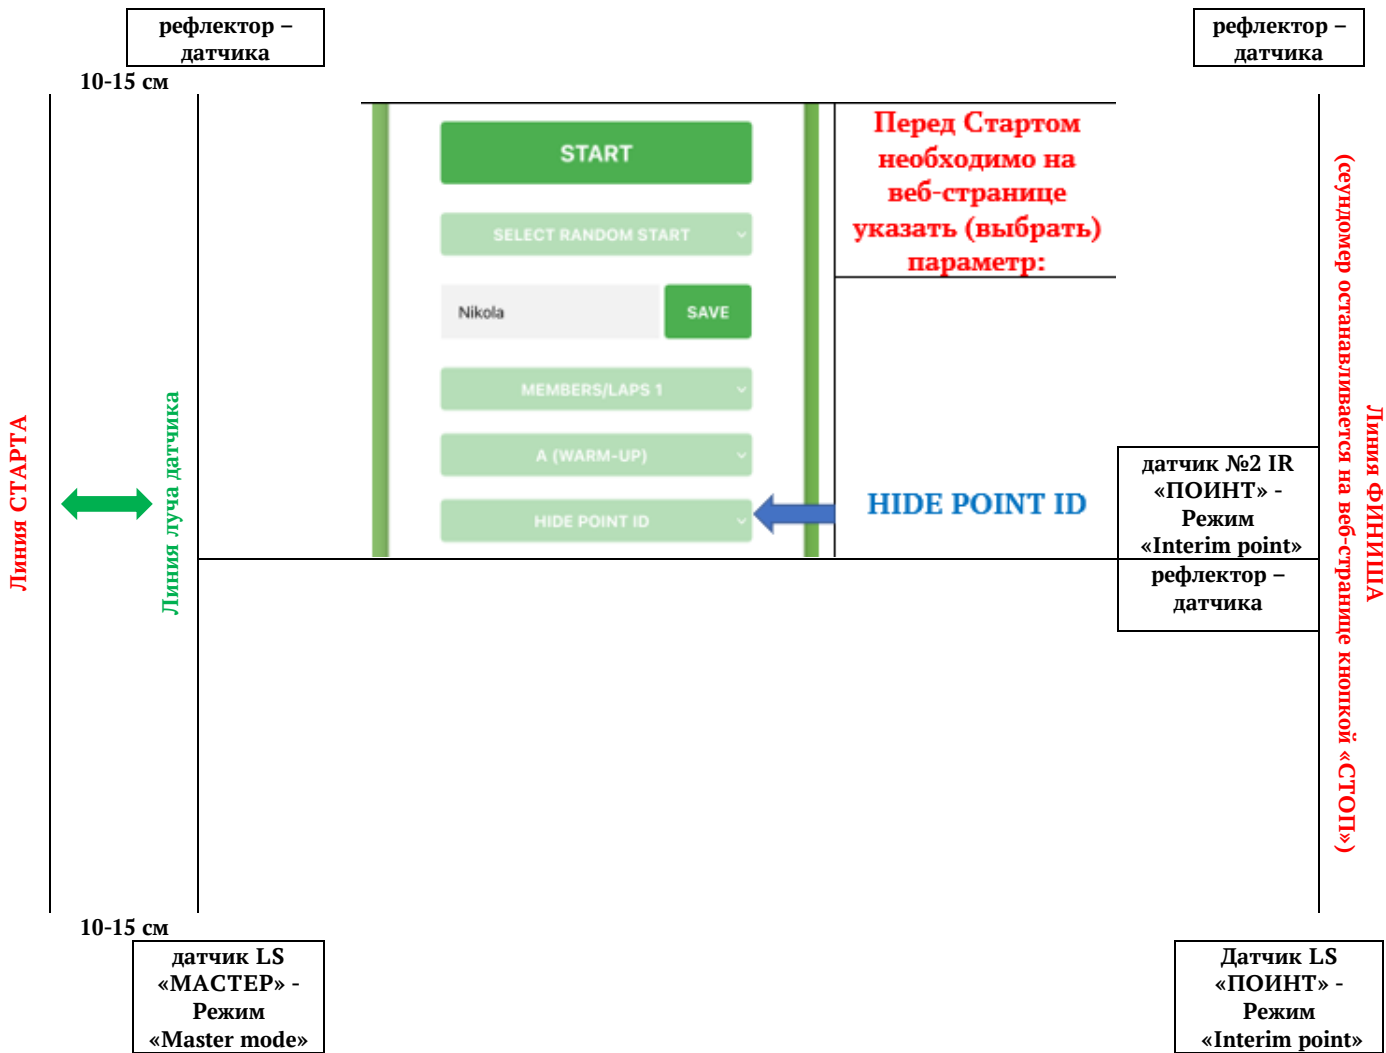 рефлектор –
датчика
рефлектор –
датчика
10-15 см
START
SELECT RANDOM START
Nikola
SAVE
MEMBERS/LAPS 1
A (WARM-UP)
HIDE POINT ID
Перед Стартом
необходимо на
веб-странице
указать (выбрать)
параметр:
HIDE POINT ID
Линия СТАРТА
Линия луча датчика
датчик №2 IR
«ПОИНТ» -
Режим
«Interim point»
рефлектор –
датчика
Линия ФИНИША
(сеундомер останавливается на веб-странице кнопкой «СТОП»)
10-15 см
датчик LS
«МАСТЕР» -
Режим
«Master mode»
Датчик LS
«ПОИНТ» -
Режим
«Interim point»